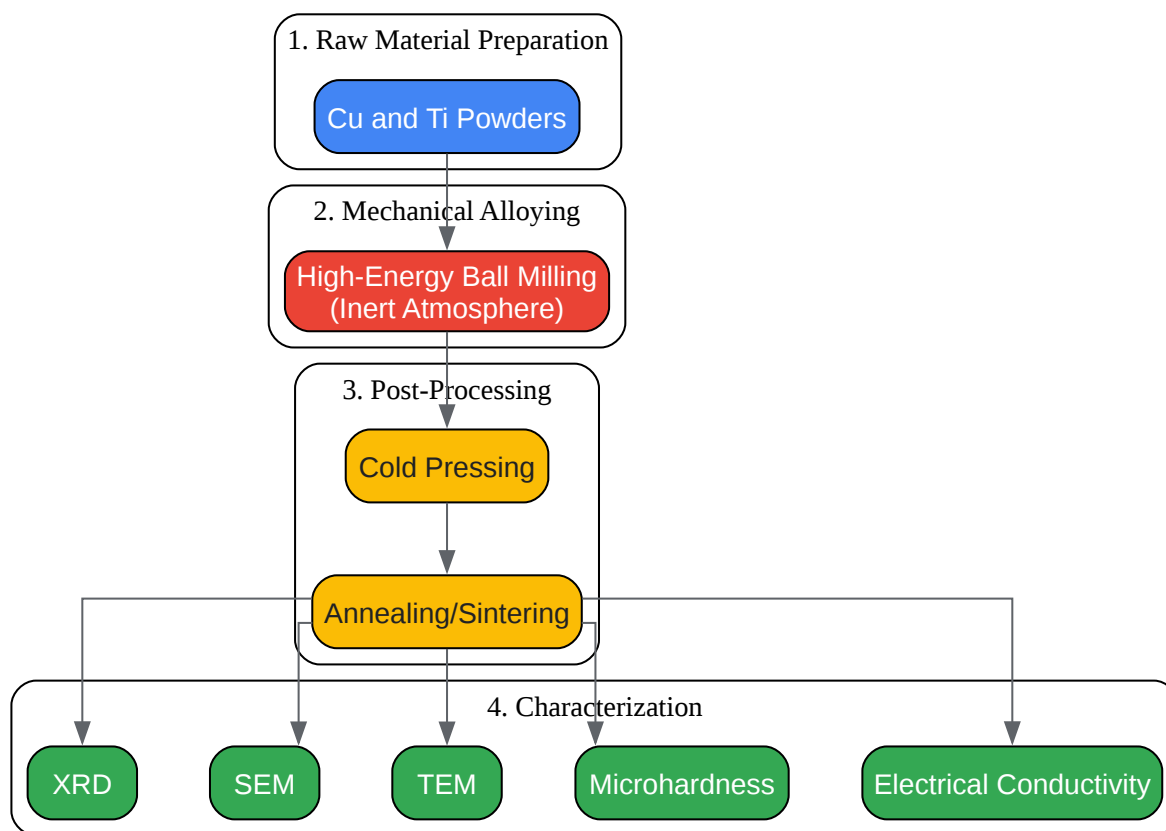 1. Raw Material Preparation
Cu and Ti Powders
2. Mechanical Alloying
High-Energy Ball Milling
(Inert Atmosphere)
3. Post-Processing
Cold Pressing
Annealing/Sintering
4. Characterization
XRD
SEM
TEM
Microhardness
Electrical Conductivity